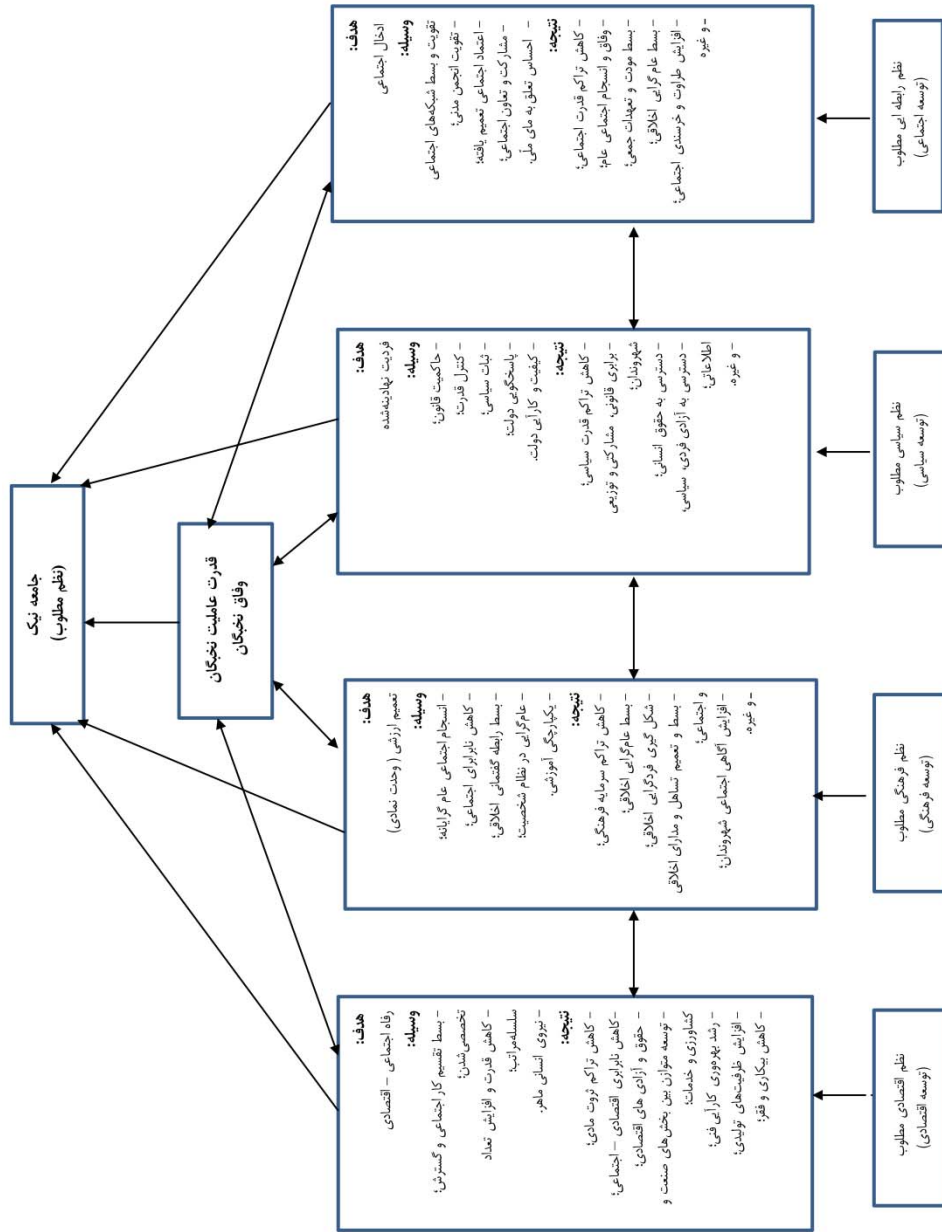 جامعه نیک
(نظم مطلوب)
قدرت عاملیت نخبگان
وفاق نخبگان
هدف:
ادخال اجتماعی
وسیله:
تقویت و بسط شبکه‌های اجتماعی
- تقویت انجمن مدنی؛
- اعتماد اجتماعی تعمیم یافته؛
- مشارکت و تعاون اجتماعی؛
- احساس تعلق به مای ملّی.
نتیجه:
- کاهش تراکم قدرت اجتماعی؛
- وفاق و انسجام اجتماعی عام؛
- بسط مودت و تعهدات جمعی؛
- بسط عام گرایی اخلاقی؛
- افزایش طراوت و خرسندی اجتماعی؛
- و غیره
نظم رابطه ایی مطلوب
(توسعه اجتماعی)
هدف:
فردیت نهادینه‌شده
وسیله:
- حاکمیت قانون؛
- کنترل قدرت؛
- ثبات سیاسی؛
- پاسخگویی دولت؛
- کیفیت و کارآیی دولت.
نتیجه:
- کاهش تراکم قدرت سیاسی؛
- برابری قانونی، مشارکتی و توزیعی
شهروندان؛
- دسترسی به حقوق انسانی؛
- دسترسی به آزادی فردی، سیاسی،
اطلاعاتی؛
- و غیره.
نظم سیاسی مطلوب
(توسعه سیاسی)
هدف:
تعمیم ارزشی ( وحدت نمادی)
وسیله:
- انسجام اجتماعی عام گرایانه؛
- کاهش نابرابرای اجتماعی؛
- بسط رابطه گفتمانی اخلاقی؛
- عام‌گرایی در نظام شخصیت؛
- یکپارچگی آموزشی.
نتیجه:
- کاهش تراکم سرمایه فرهنگی؛
- بسط عام‌گرایی اخلاقی؛
- شکل گیری فردگرایی اخلاقی؛
- بسط و تعمیم تساهل و مدارای اخلاقی
و اجتماعی؛
- افزایش آگاهی اجتماعی شهروندان؛
- و غیره.
نظم فرهنگی مطلوب
(توسعه فرهنگی)
هدف:
رفاه اجتماعی – اقتصادی
وسیله:
- بسط تقسیم کار اجتماعی و گسترش؛
تخصصی‌شدن؛
- کاهش قدرت و افزایش تعداد
سلسله‌مراتب؛
- نیروی انسانی ماهر.
نتیجه:
- کاهش تراکم ثروت مادی؛
-کاهش نابرابری اقتصادی – اجتماعی؛
- حقوق و آزادی های اقتصادی؛
- توسعه متوازن بین بخش‌های صنعت و
کشاورزی و خدمات؛
- رشد بهره‌موری کارآیی فنی؛
-افزایش ظرفیت‌های تولیدی؛
- کاهش بیکاری و فقر؛
نظم اقتصادی مطلوب
(توسعه اقتصادی)